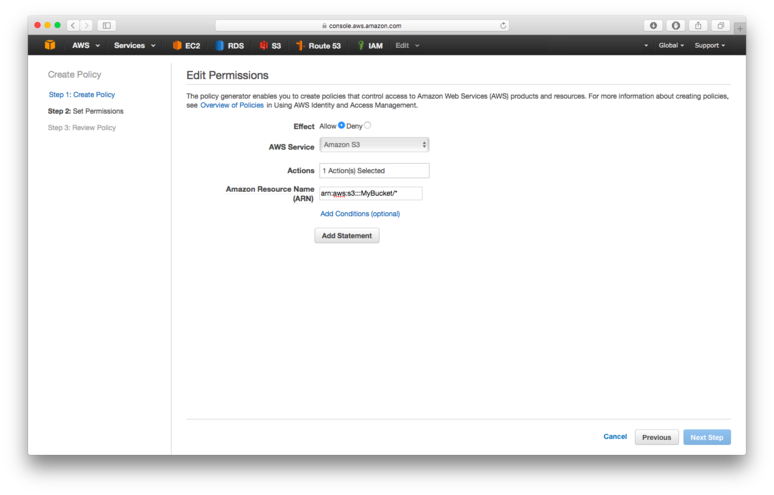 console.aws.amazon.com
AWS Services EC2 RDS S3 Route 53 IAM Edit Global Support
Create Policy
Step 1: Create Policy
Step 2: Set Permissions
Step 3: Review Policy
Edit Permissions
The policy generator enables you to create policies that control access to Amazon Web Services (AWS) products and resources. For more information about creating policies,
see Overview of Policies in Using AWS Identity and Access Management.
Effect Allow Deny
AWS Service Amazon S3
Actions 1 Action(s) Selected
Amazon Resource Name
(ARN) arn:aws:s3:::MyBucket/*
Add Conditions (optional)
Add Statement
Cancel Previous Next Step